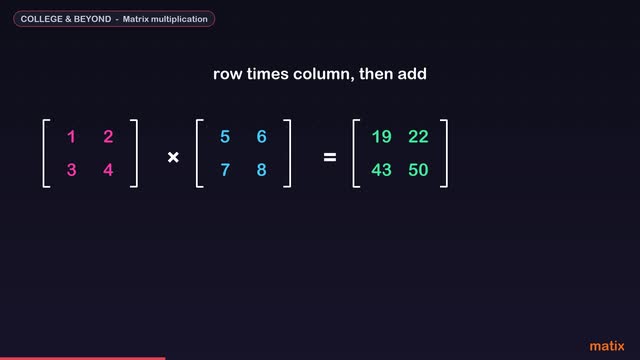 COLLEGE & BEYOND - Matrix multiplication
row times column, then add
1 2 5 6 19 22
× =
3 4 7 8 43 50
matix